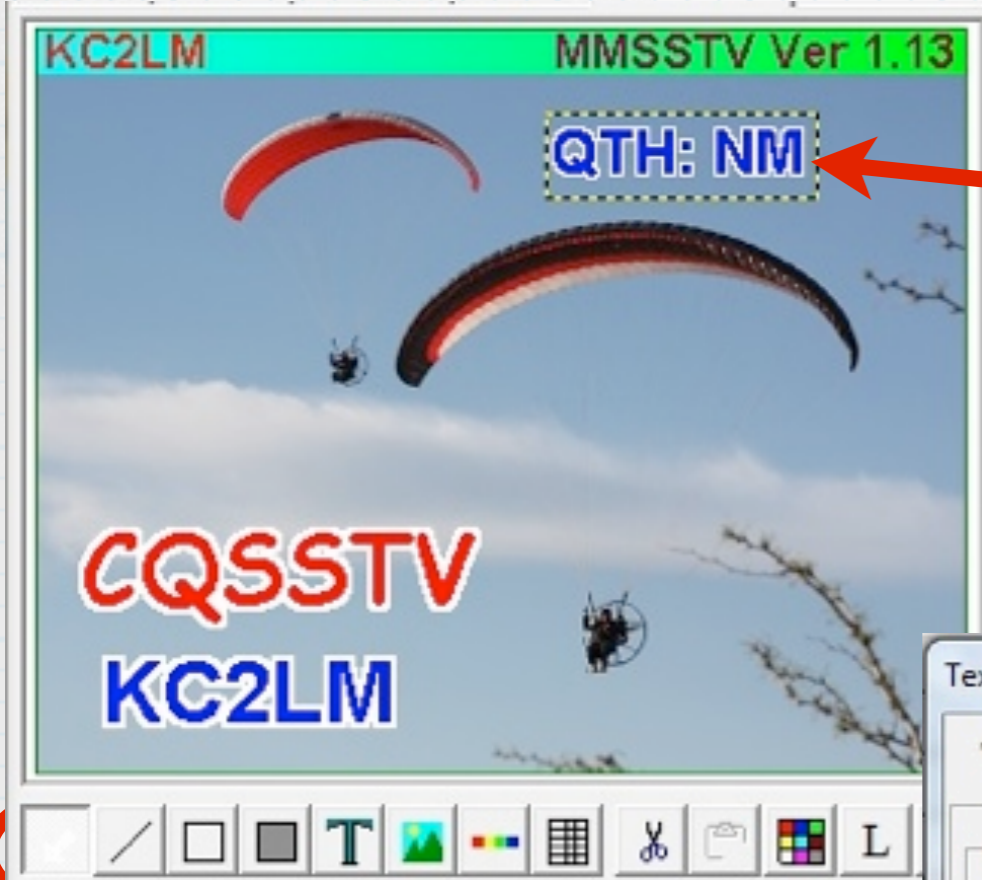 KC2LM MMSSTV Ver 1.13
QTH: NM
CQSSTV
KC2LM
T
L